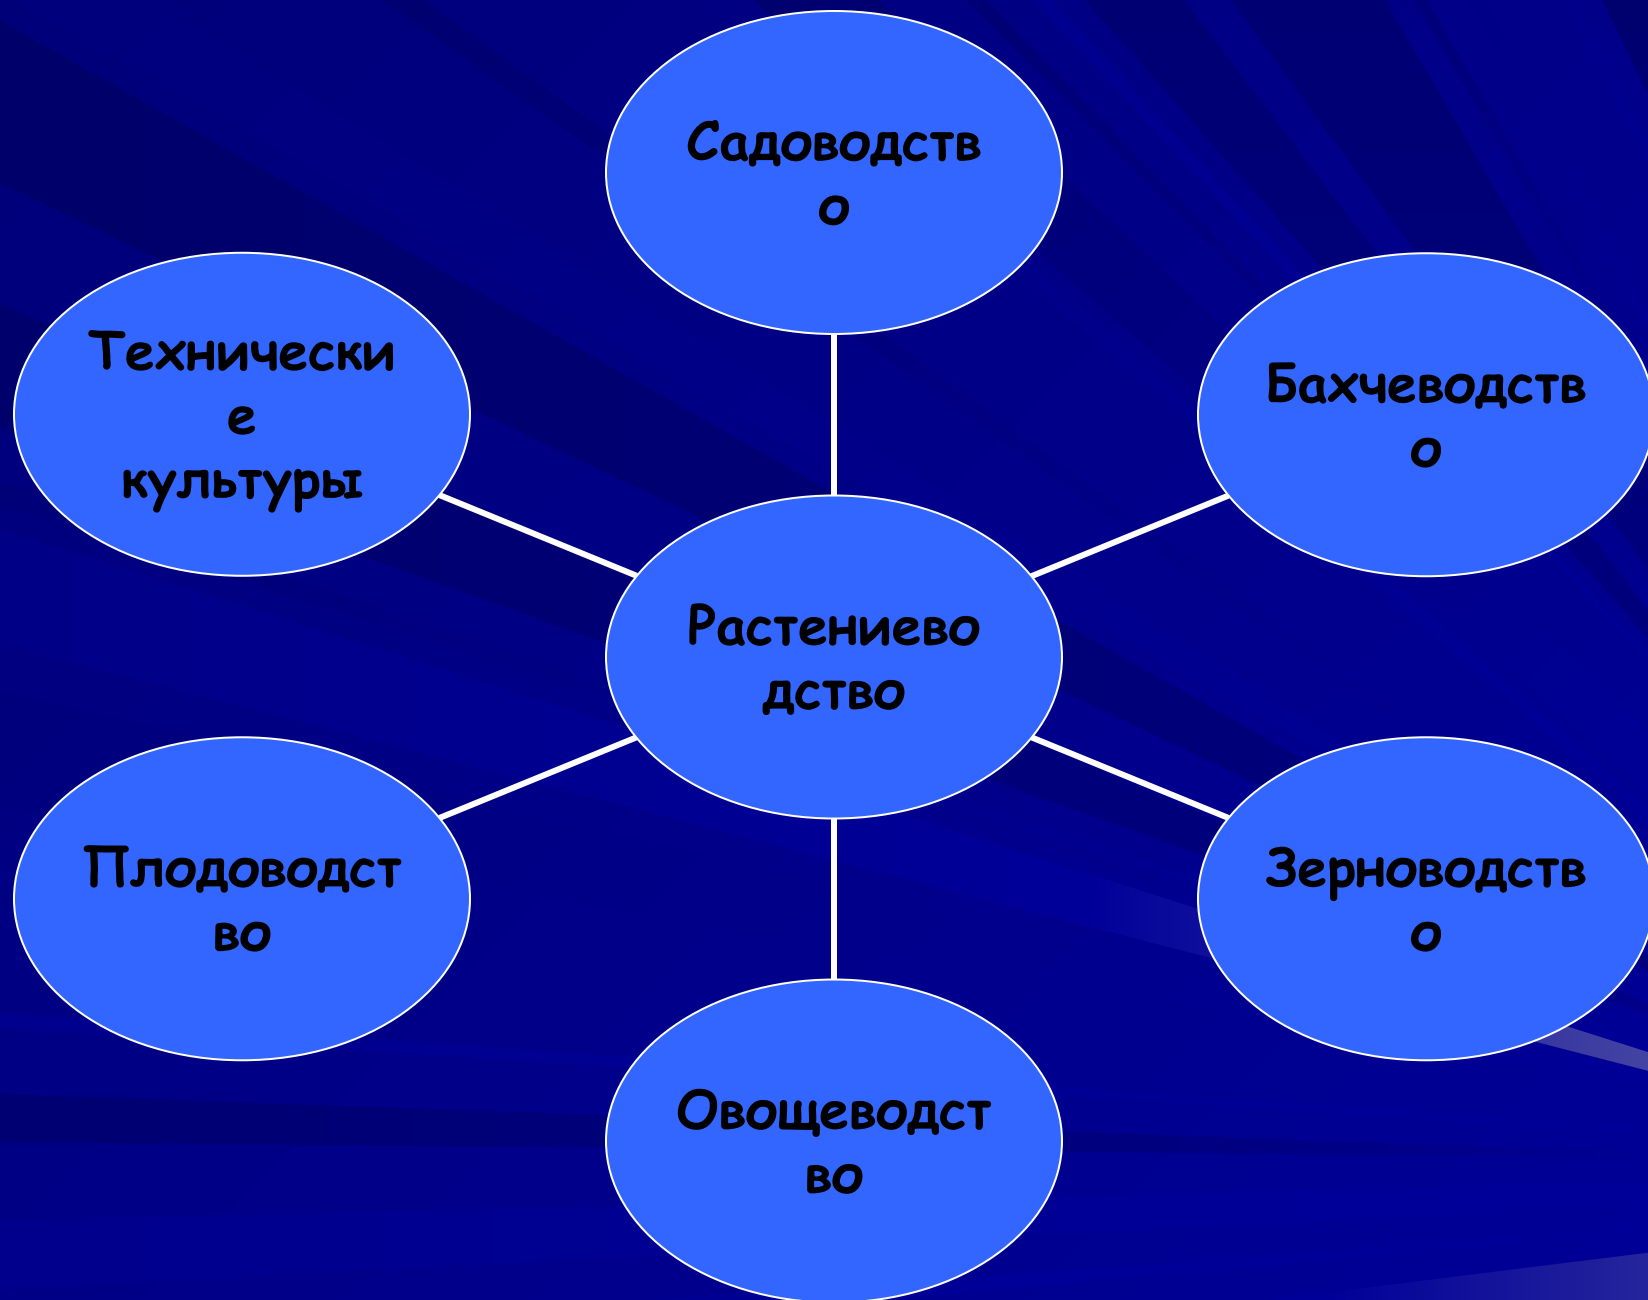 Садоводств
о
Технически
е
культуры
Бахчеводств
о
Растениево
дство
Плодоводст
во
Зерноводств
о
Овощеводст
во